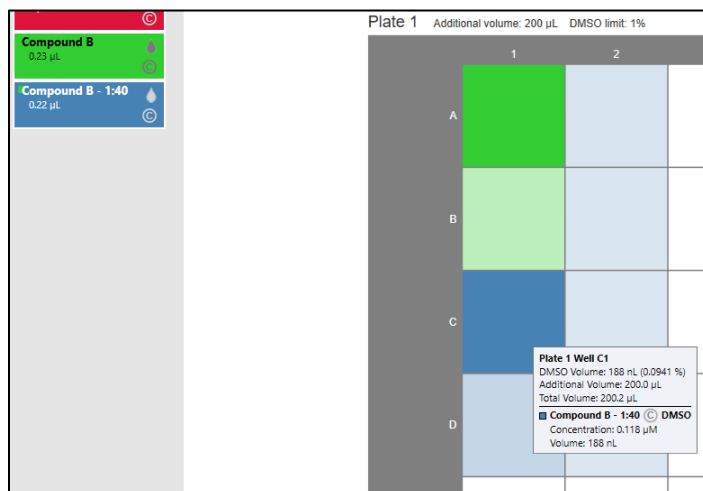 Compound B
0.23 µL
©
Compound B - 1:40
0.22 µL
©
Plate 1 Additional volume: 200 µL DMSO limit: 1%
1 2
A
B
C
D
Plate 1 Well C1
DMSO Volume: 188 nL (0.0941 %)
Additional Volume: 200.0 µL
Total Volume: 200.2 µL
Compound B - 1:40 © DMSO
Concentration: 0.118 µM
Volume: 188 nL